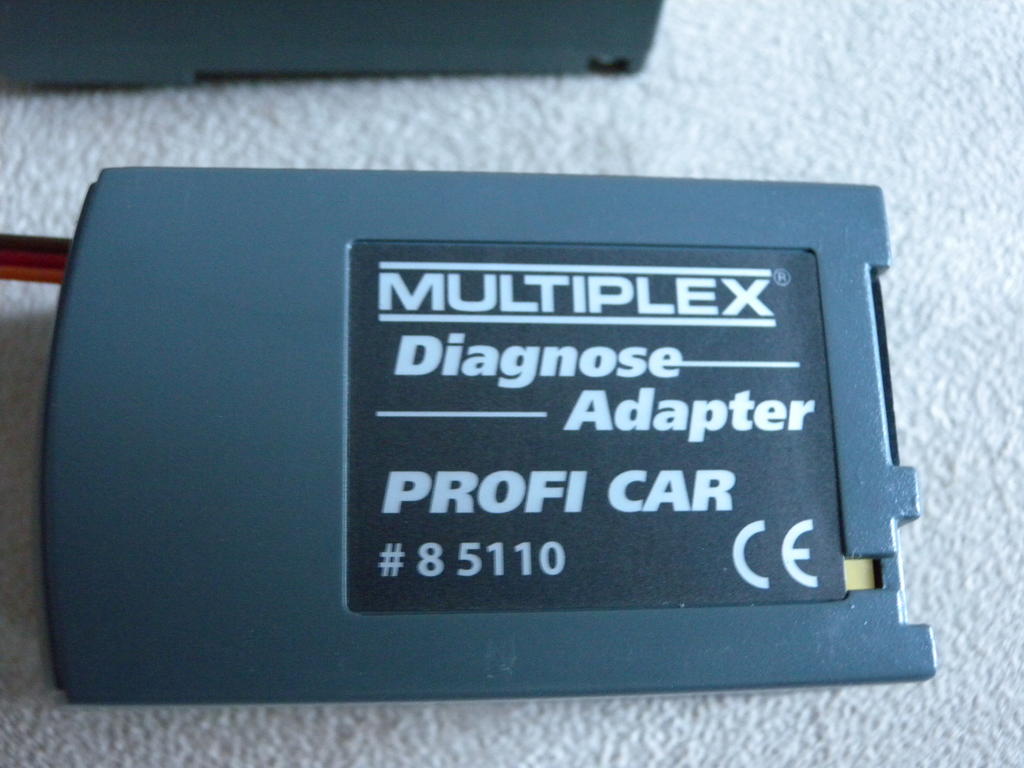 MULTIPLEX®
Diagnose
Adapter
PROFI CAR
# 8 5110 CE